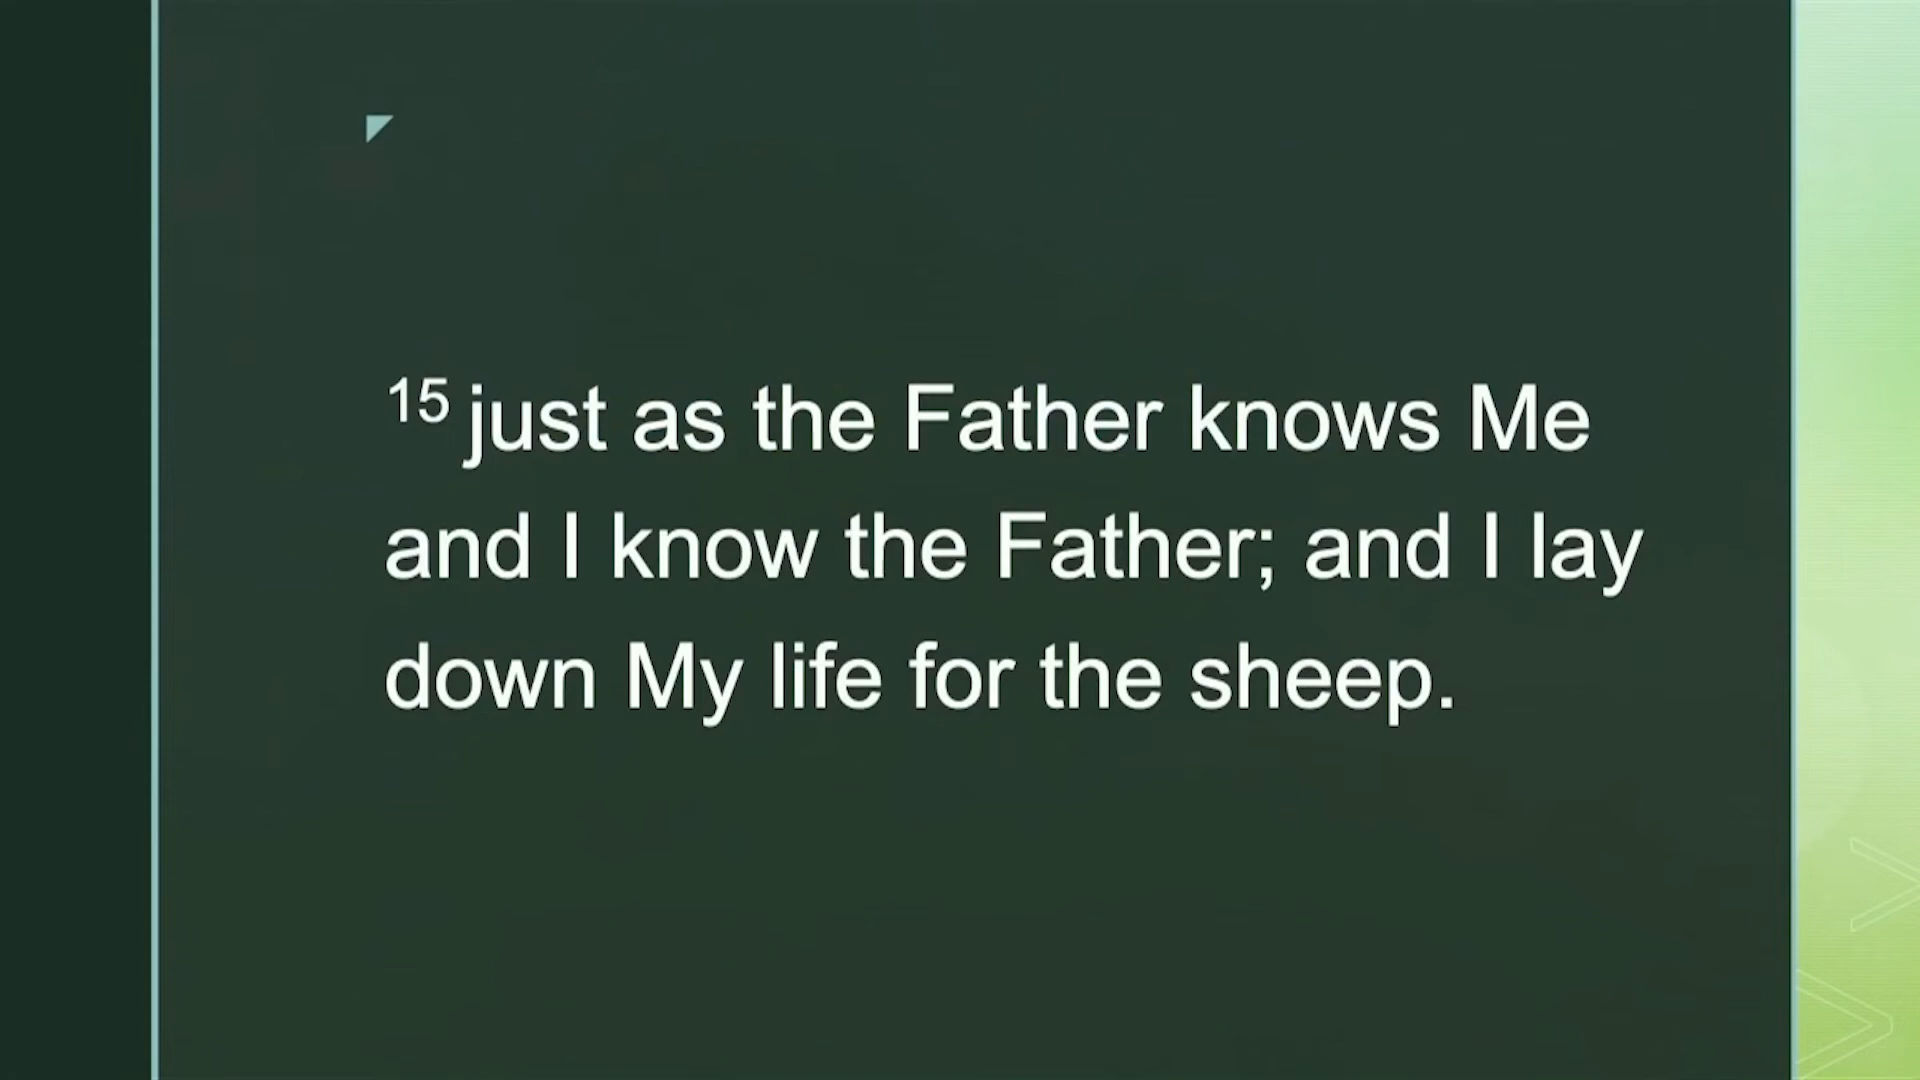 15 just as the Father knows Me
and I know the Father; and I lay
down My life for the sheep.